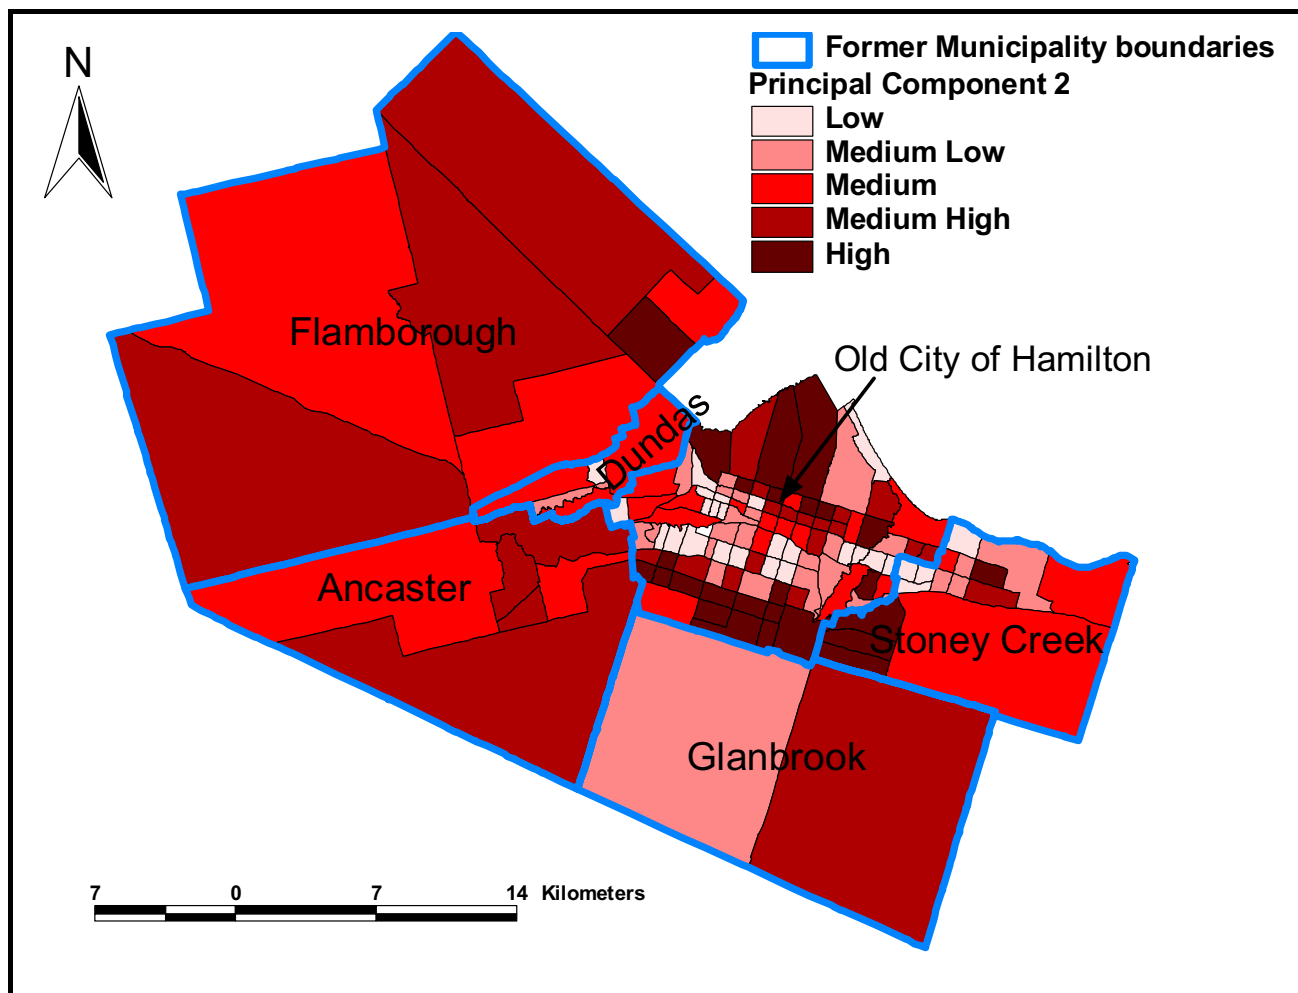 N
Former Municipality boundaries
Principal Component 2
Low
Medium Low
Medium
Medium High
High
Flamborough
Old City of Hamilton
Dundas
Ancaster
Stoney Creek
Glanbrook
7 0 7 14 Kilometers